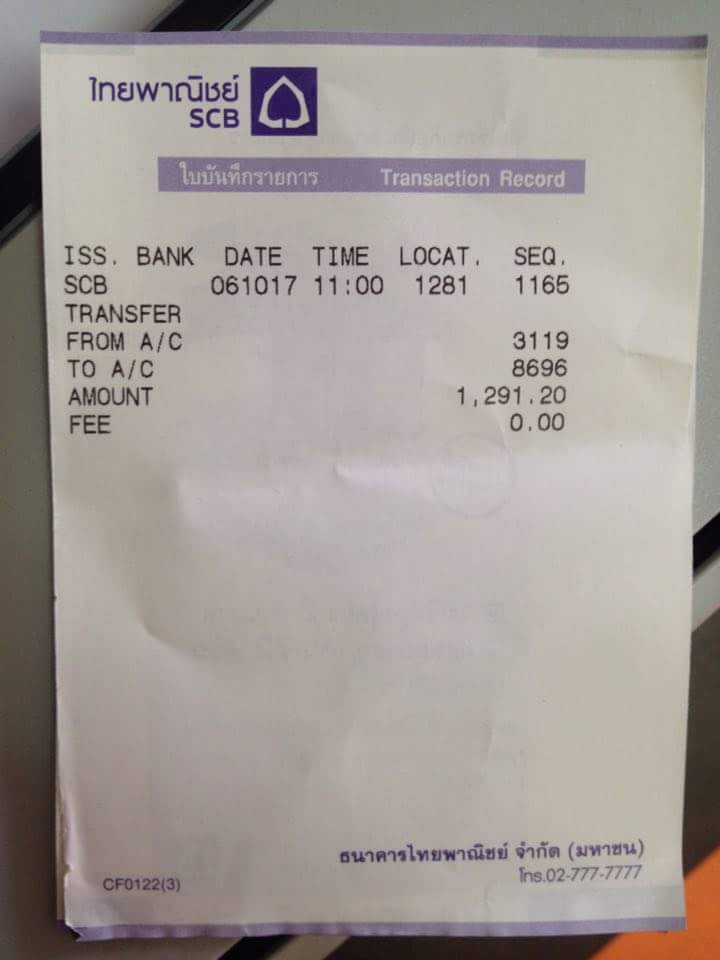 ไทยพาณิชย์
SCB
ใบบันทึกรายการ Transaction Record
ISS. BANK DATE TIME LOCAT. SEQ.
SCB 061017 11:00 1281 1165
TRANSFER
FROM A/C 3119
TO A/C 8696
AMOUNT 1,291.20
FEE 0.00
ธนาคารไทยพาณิชย์ จำกัด (มหาชน)
CF0122(3) โทร.02-777-7777